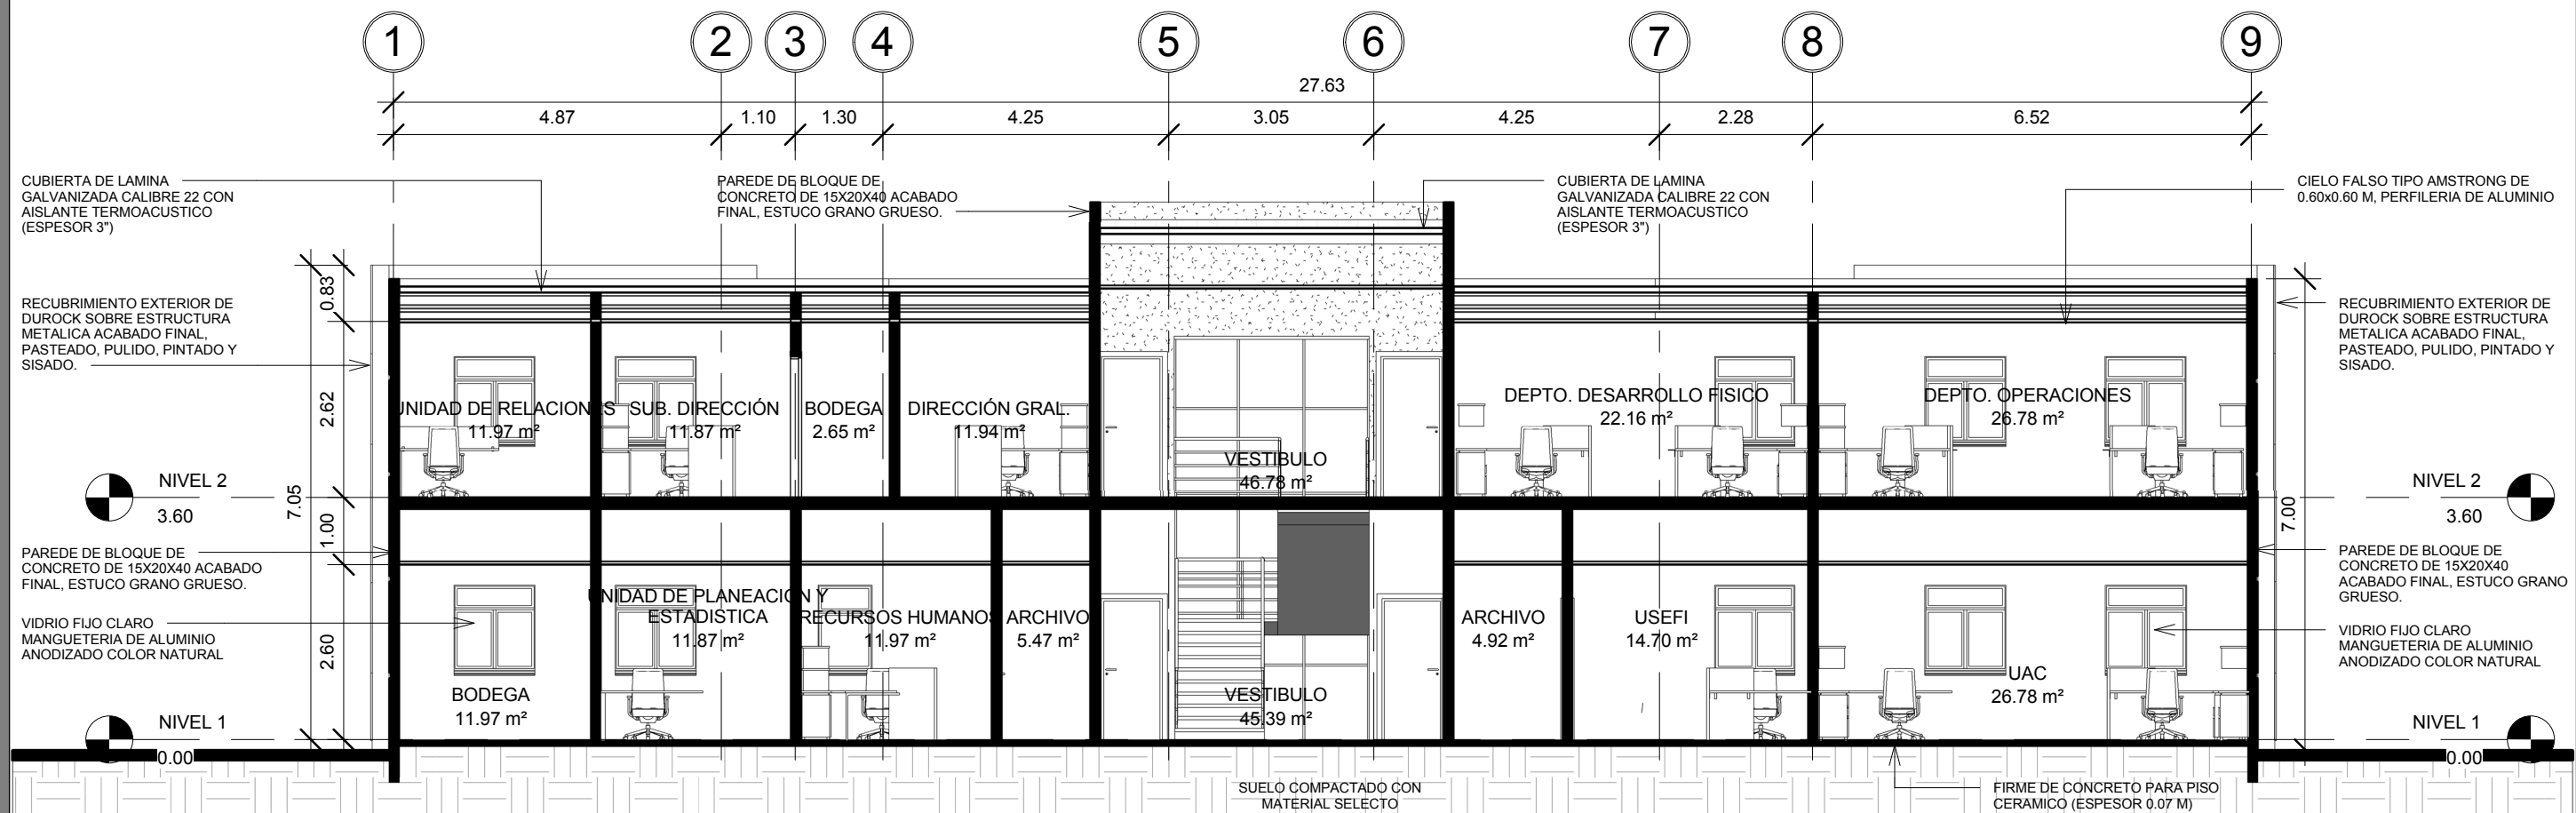 1 2 3 4 5 6 7 8 9
27.63
4.87 1.10 1.30 4.25 3.05 4.25 2.28 6.52
CUBIERTA DE LAMINA
GALVANIZADA CALIBRE 22 CON
AISLANTE TERMOACUSTICO
(ESPESOR 3")
PAREDE DE BLOQUE DE
CONCRETO DE 15X20X40 ACABADO
FINAL, ESTUCO GRANO GRUESO.
CUBIERTA DE LAMINA
GALVANIZADA CALIBRE 22 CON
AISLANTE TERMOACUSTICO
(ESPESOR 3")
CIELO FALSO TIPO AMSTRONG DE
0.60x0.60 M, PERFILERIA DE ALUMINIO
RECUBRIMIENTO EXTERIOR DE
DUROCK SOBRE ESTRUCTURA
METALICA ACABADO FINAL,
PASTEADO, PULIDO, PINTADO Y
SISADO.
RECUBRIMIENTO EXTERIOR DE
DUROCK SOBRE ESTRUCTURA
METALICA ACABADO FINAL,
PASTEADO, PULIDO, PINTADO Y
SISADO.
0.83
2.62
7.05
1.00
2.60
7.00
UNIDAD DE RELACIONES
11.97 m²
SUB. DIRECCIÓN
11.87 m²
BODEGA
2.65 m²
DIRECCIÓN GRAL.
11.94 m²
VESTIBULO
46.78 m²
DEPTO. DESARROLLO FISICO
22.16 m²
DEPTO. OPERACIONES
26.78 m²
NIVEL 2
3.60
NIVEL 2
3.60
PAREDE DE BLOQUE DE
CONCRETO DE 15X20X40 ACABADO
FINAL, ESTUCO GRANO GRUESO.
PAREDE DE BLOQUE DE
CONCRETO DE 15X20X40
ACABADO FINAL, ESTUCO GRANO
GRUESO.
VIDRIO FIJO CLARO
MANGUETERIA DE ALUMINIO
ANODIZADO COLOR NATURAL
VIDRIO FIJO CLARO
MANGUETERIA DE ALUMINIO
ANODIZADO COLOR NATURAL
BODEGA
11.97 m²
UNIDAD DE PLANEACION Y
ESTADISTICA
11.87 m²
RECURSOS HUMANOS
11.97 m²
ARCHIVO
5.47 m²
VESTIBULO
45.39 m²
ARCHIVO
4.92 m²
USEFI
14.70 m²
UAC
26.78 m²
NIVEL 1
0.00
NIVEL 1
0.00
SUELO COMPACTADO CON
MATERIAL SELECTO
FIRME DE CONCRETO PARA PISO
CERAMICO (ESPESOR 0.07 M)